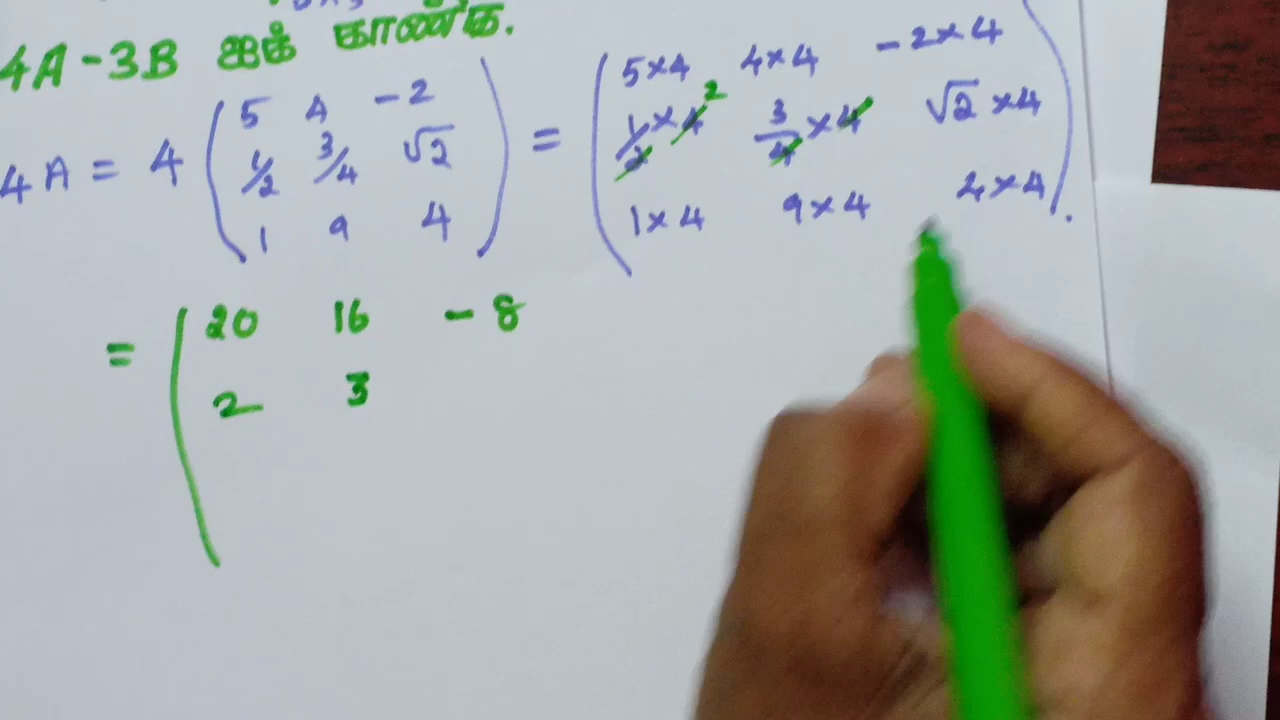 4A - 3B ஐக் காண்க.
4A = 4 ( 5 4 -2 ) = ( 5×4 4×4 -2×4 )
( 1/2 3/4 √2 ) ( 1/2 ×4 2 3/4 ×4 √2 ×4 )
( 1 9 4 ) ( 1×4 9×4 4×4 ).
= ( 20 16 -8
2 3